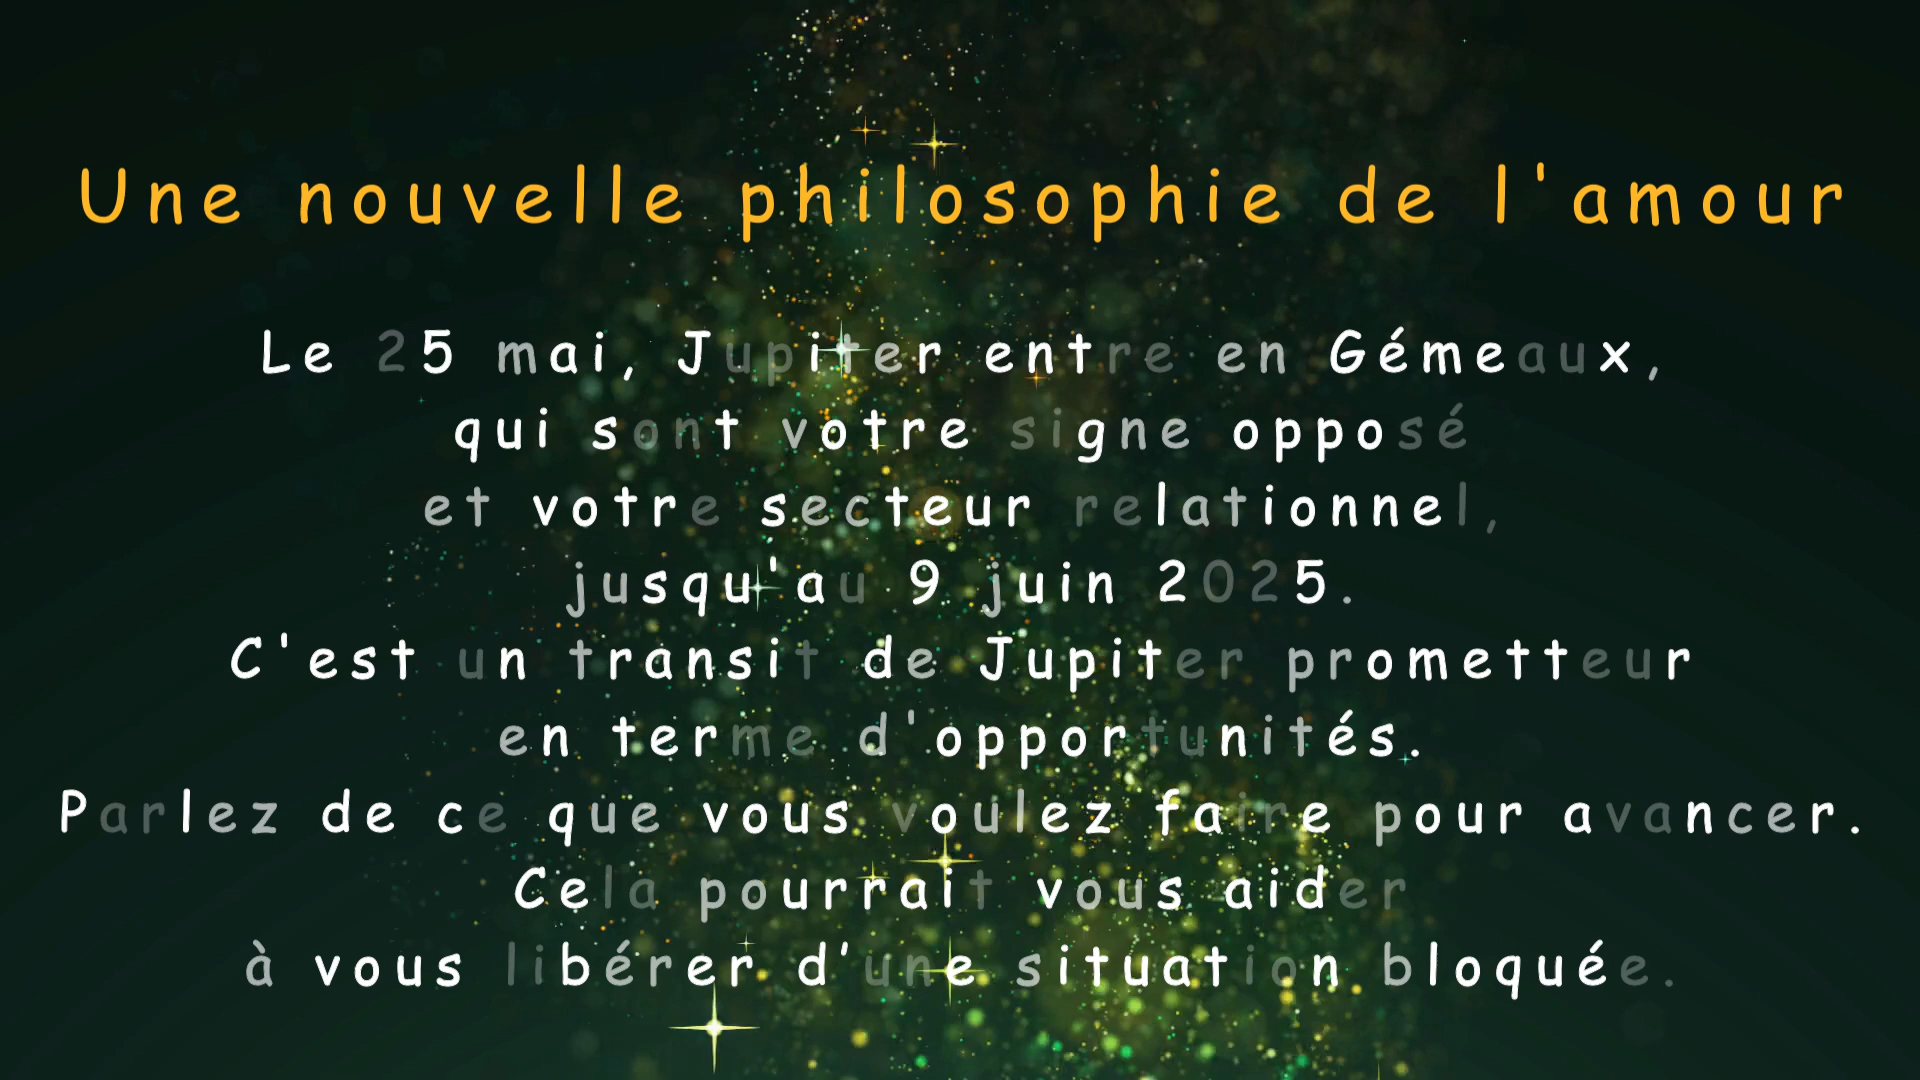 Une nouvelle philosophie de l'amour
Le 25 mai, Jupiter entre en Gémeaux,
qui sont votre signe opposé
et votre secteur relationnel,
jusqu'au 9 juin 2025.
C'est un transit de Jupiter prometteur
en terme d'opportunités.
Parlez de ce que vous voulez faire pour avancer.
Cela pourrait vous aider
à vous libérer d’une situation bloquée.